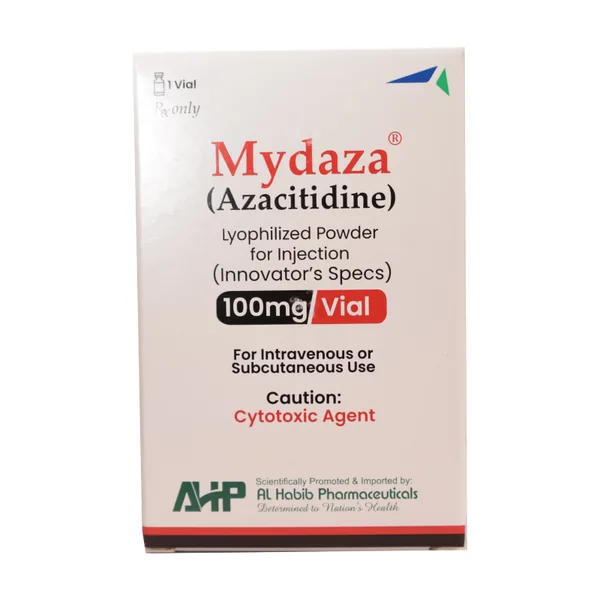 1 Vial
Rx only
Mydaza®
(Azacitidine)
Lyophilized Powder
for Injection
(Innovator's Specs)
100mg/Vial
For Intravenous or
Subcutaneous Use
Caution:
Cytotoxic Agent
AHP
Scientifically Promoted & Imported by:
AL Habib Pharmaceuticals
Determined to Nation's Health